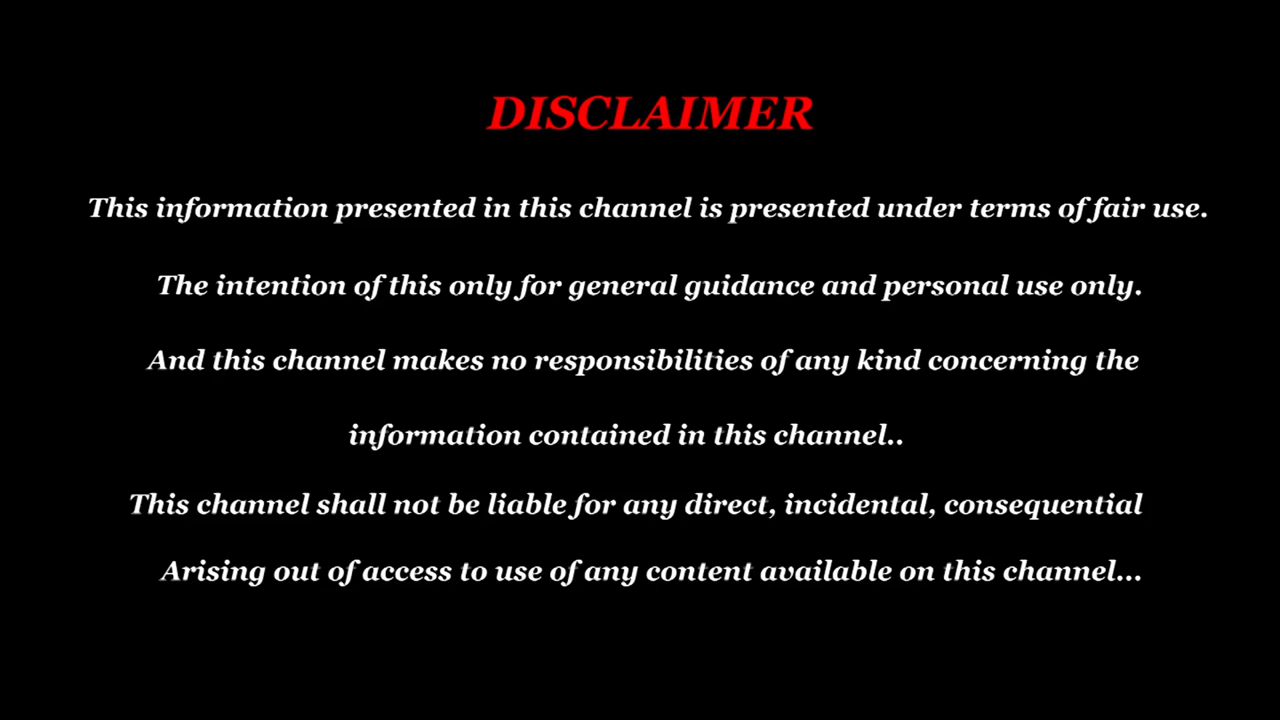 DISCLAIMER
This information presented in this channel is presented under terms of fair use.
The intention of this only for general guidance and personal use only.
And this channel makes no responsibilities of any kind concerning the
information contained in this channel..
This channel shall not be liable for any direct, incidental, consequential
Arising out of access to use of any content available on this channel...